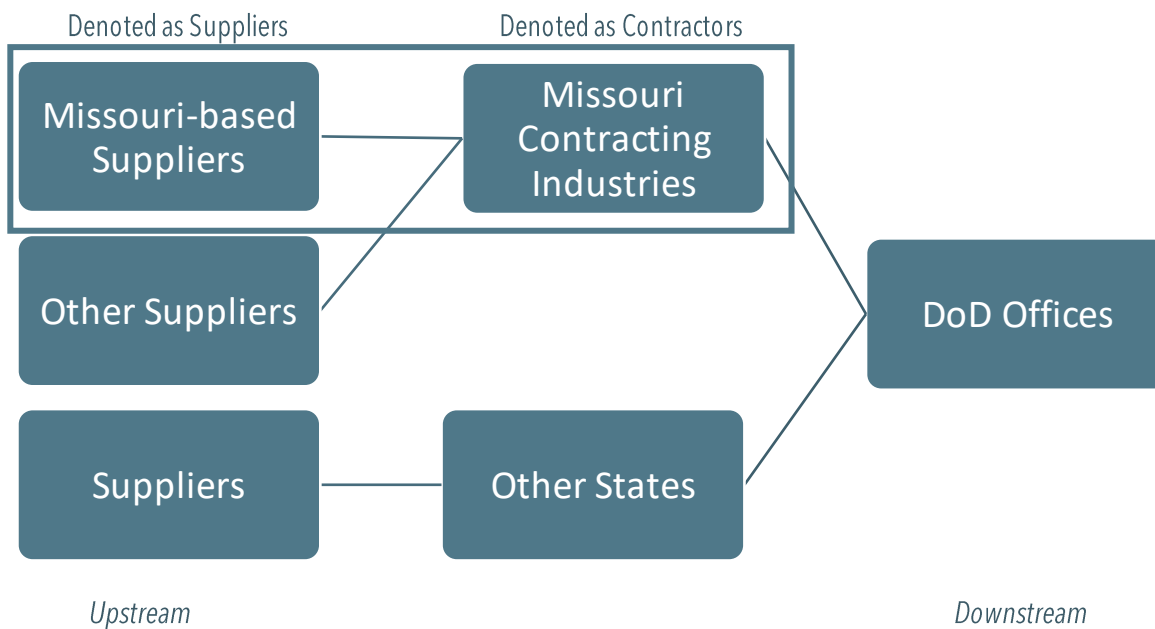 Denoted as Suppliers
Denoted as Contractors
Missouri-based
Suppliers
Missouri
Contracting
Industries
Other Suppliers
DoD Offices
Suppliers
Other States
Upstream
Downstream